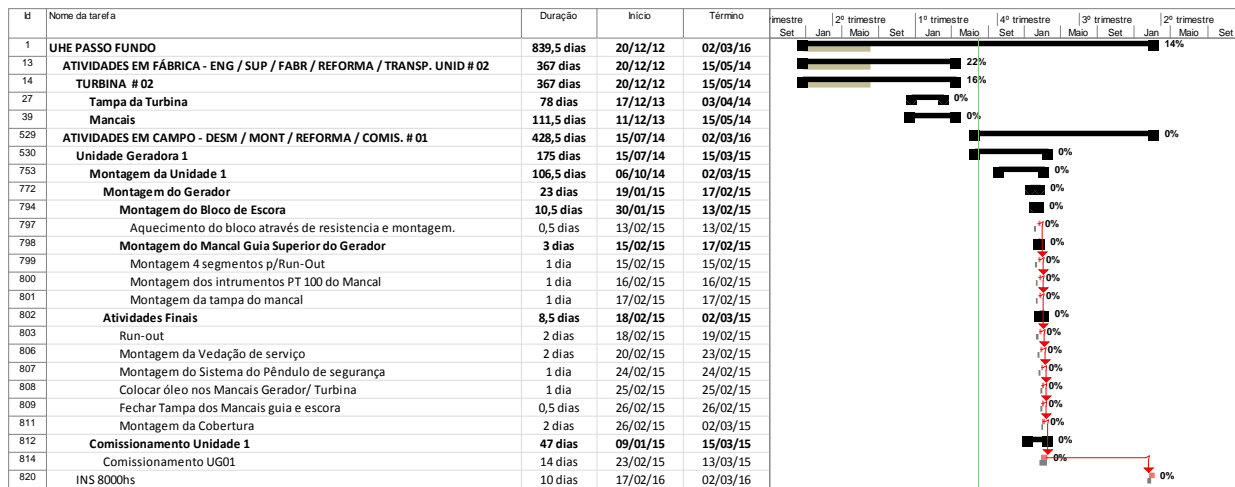 Id Nome da tarefa Duração Início Término rimestre 2º trimestre 1º trimestre 4º trimestre 3º trimestre 2º trimestre
Set Jan Maio Set Jan Maio Set Jan Maio Set Jan Maio Set
1 UHE PASSO FUNDO 839,5 dias 20/12/12 02/03/16 14%
13 ATIVIDADES EM FÁBRICA - ENG / SUP / FABR / REFORMA / TRANSP. UNID # 02 367 dias 20/12/12 15/05/14 22%
14 TURBINA # 02 367 dias 20/12/12 15/05/14 16%
27 Tampa da Turbina 78 dias 17/12/13 03/04/14 0%
39 Mancais 111,5 dias 11/12/13 15/05/14 0%
529 ATIVIDADES EM CAMPO - DESM / MONT / REFORMA / COMIS. # 01 428,5 dias 15/07/14 02/03/16 0%
530 Unidade Geradora 1 175 dias 15/07/14 15/03/15 0%
753 Montagem da Unidade 1 106,5 dias 06/10/14 02/03/15 0%
772 Montagem do Gerador 23 dias 19/01/15 17/02/15 0%
794 Montagem do Bloco de Escora 10,5 dias 30/01/15 13/02/15 0%
797 Aquecimento do bloco através de resistencia e montagem. 0,5 dias 13/02/15 13/02/15 0%
798 Montagem do Mancal Guia Superior do Gerador 3 dias 15/02/15 17/02/15 0%
799 Montagem 4 segmentos p/Run-Out 1 dia 15/02/15 15/02/15 0%
800 Montagem dos intrumentos PT 100 do Mancal 1 dia 16/02/15 16/02/15 0%
801 Montagem da tampa do mancal 1 dia 17/02/15 17/02/15 0%
802 Atividades Finais 8,5 dias 18/02/15 02/03/15 0%
803 Run-out 2 dias 18/02/15 19/02/15 0%
806 Montagem da Vedação de serviço 2 dias 20/02/15 23/02/15 0%
807 Montagem do Sistema do Pêndulo de segurança 1 dia 24/02/15 24/02/15 0%
808 Colocar óleo nos Mancais Gerador/ Turbina 1 dia 25/02/15 25/02/15 0%
809 Fechar Tampa dos Mancais guia e escora 0,5 dias 26/02/15 26/02/15 0%
811 Montagem da Cobertura 2 dias 26/02/15 02/03/15 0%
812 Comissionamento Unidade 1 47 dias 09/01/15 15/03/15 0%
814 Comissionamento UG01 14 dias 23/02/15 13/03/15 0%
820 INS 8000hs 10 dias 17/02/16 02/03/16 0%